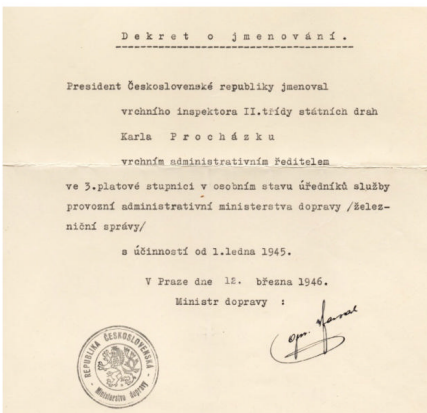 Dekret o jmenování.
President Československé republiky jmenoval
vrchního inspektora II.třídy státních drah
Karla Procházku
vrchním administrativním ředitelem
ve 3.platové stupnici v osobním stavu úředníků služby
provozní administrativní ministerstva dopravy /želez-
niční správy/
s účinností od 1.ledna 1945.
V Praze dne 12. března 1946.
Ministr dopravy :
REPUBLIKA ČESKOSLOVENSKÁ
Ministerstvo dopravy